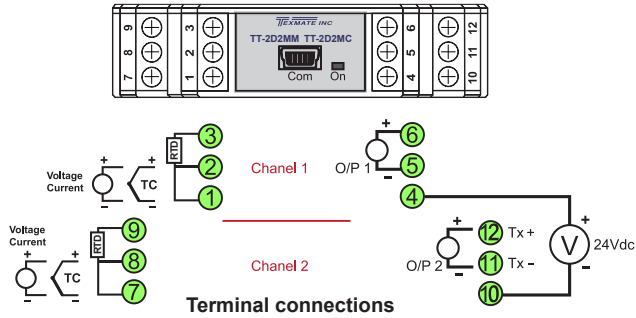 TEXMATE INC
TT-2D2MM TT-2D2MC
9 3 6 12
8 2 5 11
7 1 4 10
Com On
3
RTD
2
1
Voltage
Current
+ +
TC
- -
Chanel 1
+
6
O/P 1
5
-
4
Voltage
Current
+ +
TC
- -
9
RTD
8
7
Channel 2
+
12 Tx +
O/P 2
11 Tx -
-
10
+
V 24Vdc
-
Terminal connections